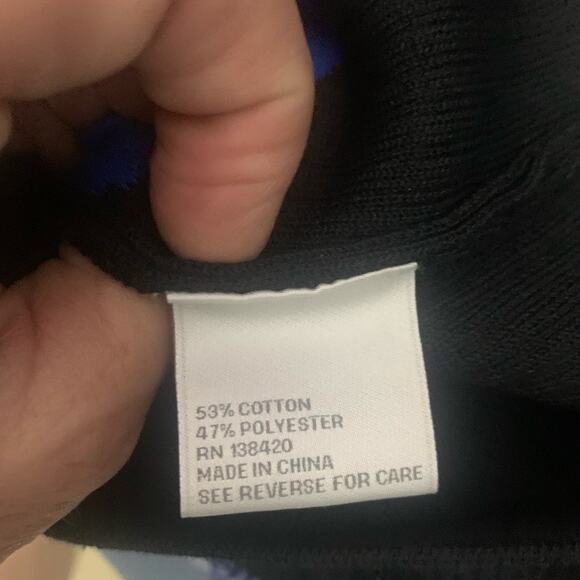 53% COTTON
47% POLYESTER
RN 138420
MADE IN CHINA
SEE REVERSE FOR CARE